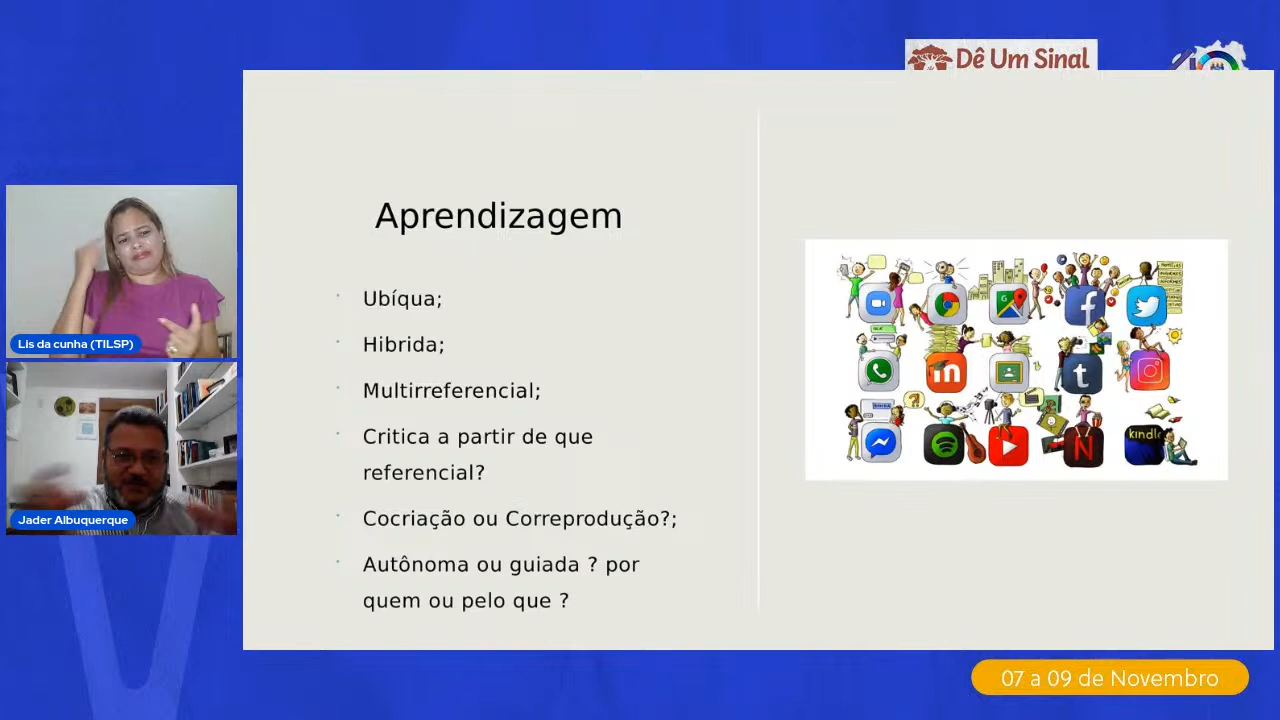 Dê Um Sinal
Aprendizagem
Ubíqua;
Hibrida;
Multirreferencial;
Critica a partir de que
referencial?
Cocriação ou Correprodução?;
Autônoma ou guiada ? por
quem ou pelo que ?
kindle
Lis da cunha (TILSP)
Jader Albuquerque
07 a 09 de Novembro